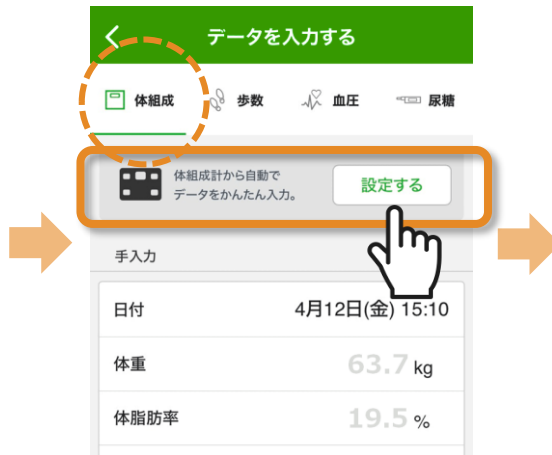 データを入力する
体組成 歩数 血圧 尿糖
体組成計から自動で
データをかんたん入力。
設定する
手入力
日付 4月12日(金) 15:10
体重 63.7 kg
体脂肪率 19.5 %